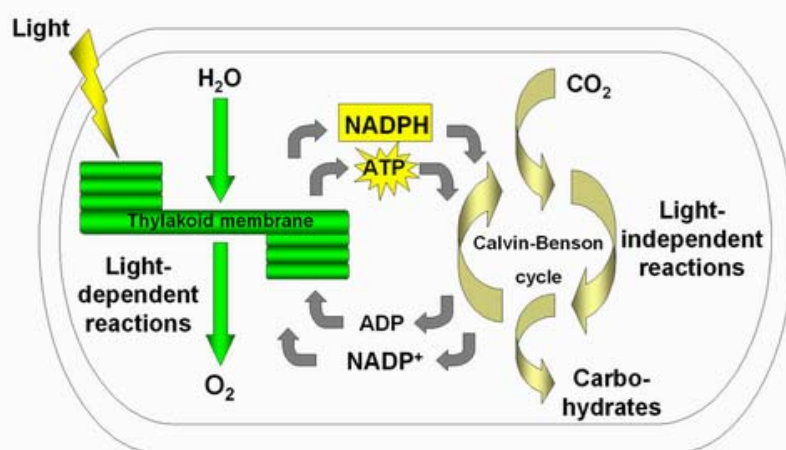 Light
H₂O
NADPH
ATP
CO₂
Thylakoid membrane
Light-
dependent
reactions
O₂
ADP
NADP⁺
Calvin-Benson
cycle
Light-
independent
reactions
Carbo-
hydrates